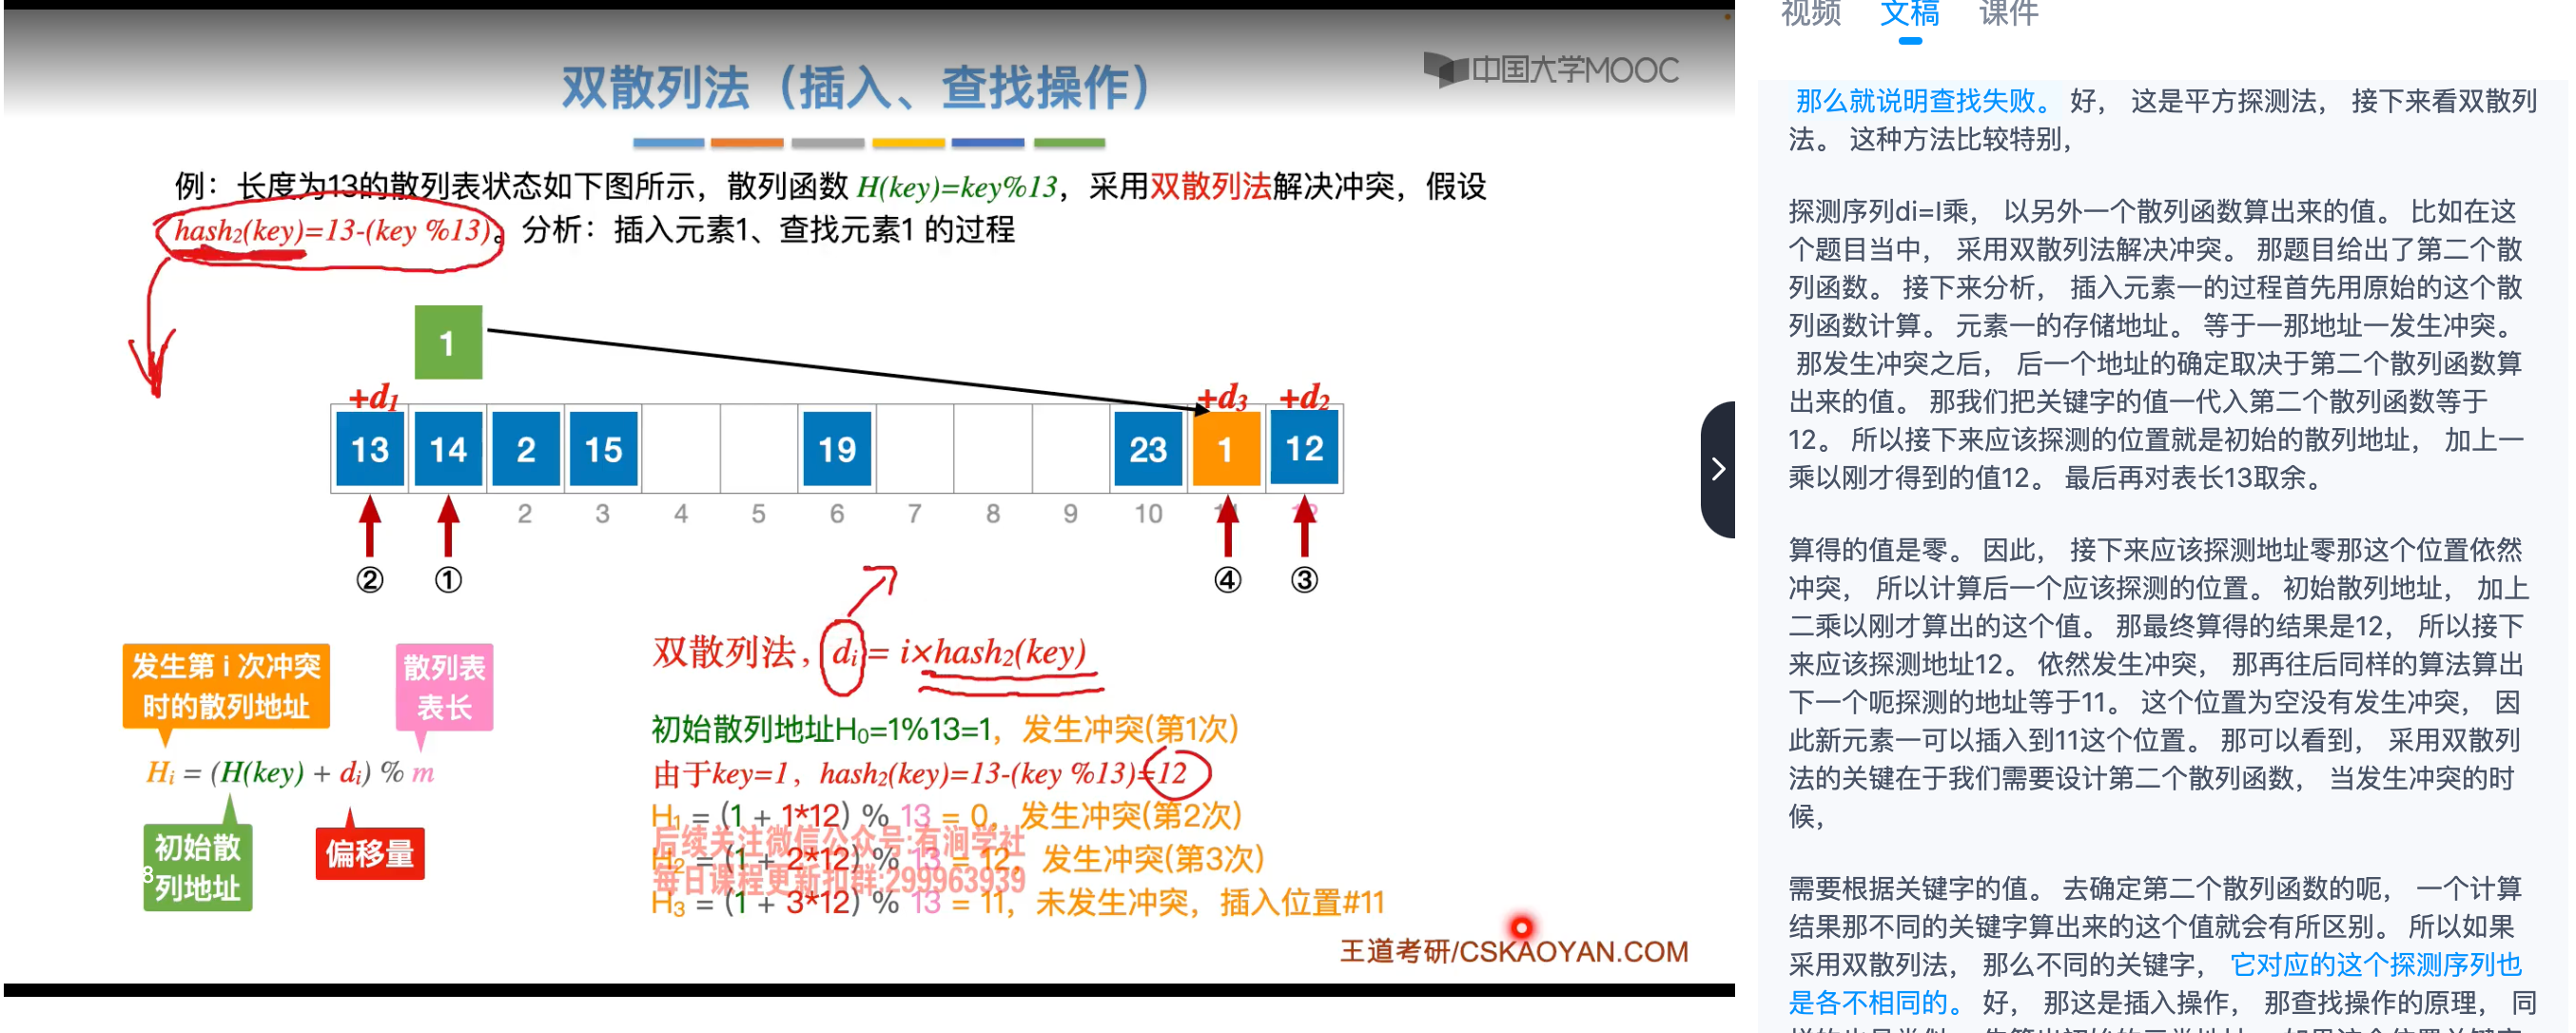 双散列法（插入、查找操作）
中国大学MOOC
例：长度为13的散列表状态如下图所示，散列函数 H(key)=key%13，采用双散列法解决冲突，假设
hash₂(key)=13-(key %13)。分析：插入元素1、查找元素1 的过程
1
+d₁ +d₃ +d₂
13 14 2 15 19 23 1 12
2 3 4 5 6 7 8 9 10
② ① ④ ③
双散列法，dᵢ= i×hash₂(key)
发生第 i 次冲突
时的散列地址
散列表
表长
Hᵢ = (H(key) + dᵢ) % m
初始散
列地址
8
偏移量
初始散列地址H₀=1%13=1，发生冲突(第1次)
由于key=1，hash₂(key)=13-(key %13)=12
H₁ = (1 + 1*12) % 13 = 0，发生冲突(第2次)
后续关注微信公众号:有涧学社
H₂ = (1 + 2*12) % 13 = 12，发生冲突(第3次)
每日课程更新扣群:299963939
H₃ = (1 + 3*12) % 13 = 11，未发生冲突，插入位置#11
王道考研/CSKAOYAN.COM
视频 文稿 课件
那么就说明查找失败。 好， 这是平方探测法， 接下来看双散列
法。 这种方法比较特别，
探测序列di=I乘， 以另外一个散列函数算出来的值。 比如在这
个题目当中， 采用双散列法解决冲突。 那题目给出了第二个散
列函数。 接下来分析， 插入元素一的过程首先用原始的这个散
列函数计算。 元素一的存储地址。 等于一那地址一发生冲突。
那发生冲突之后， 后一个地址的确定取决于第二个散列函数算
出来的值。 那我们把关键字的值一代入第二个散列函数等于
12。 所以接下来应该探测的位置就是初始的散列地址， 加上一
乘以刚才得到的值12。 最后再对表长13取余。
算得的值是零。 因此， 接下来应该探测地址零那这个位置依然
冲突， 所以计算后一个应该探测的位置。 初始散列地址， 加上
二乘以刚才算出的这个值。 那最终算得的结果是12， 所以接下
来应该探测地址12。 依然发生冲突， 那再往后同样的算法算出
下一个呃探测的地址等于11。 这个位置为空没有发生冲突， 因
此新元素一可以插入到11这个位置。 那可以看到， 采用双散列
法的关键在于我们需要设计第二个散列函数， 当发生冲突的时
候，
需要根据关键字的值。 去确定第二个散列函数的呃， 一个计算
结果那不同的关键字算出来的这个值就会有所区别。 所以如果
采用双散列法， 那么不同的关键字， 它对应的这个探测序列也
是各不相同的。 好， 那这是插入操作， 那查找操作的原理， 同